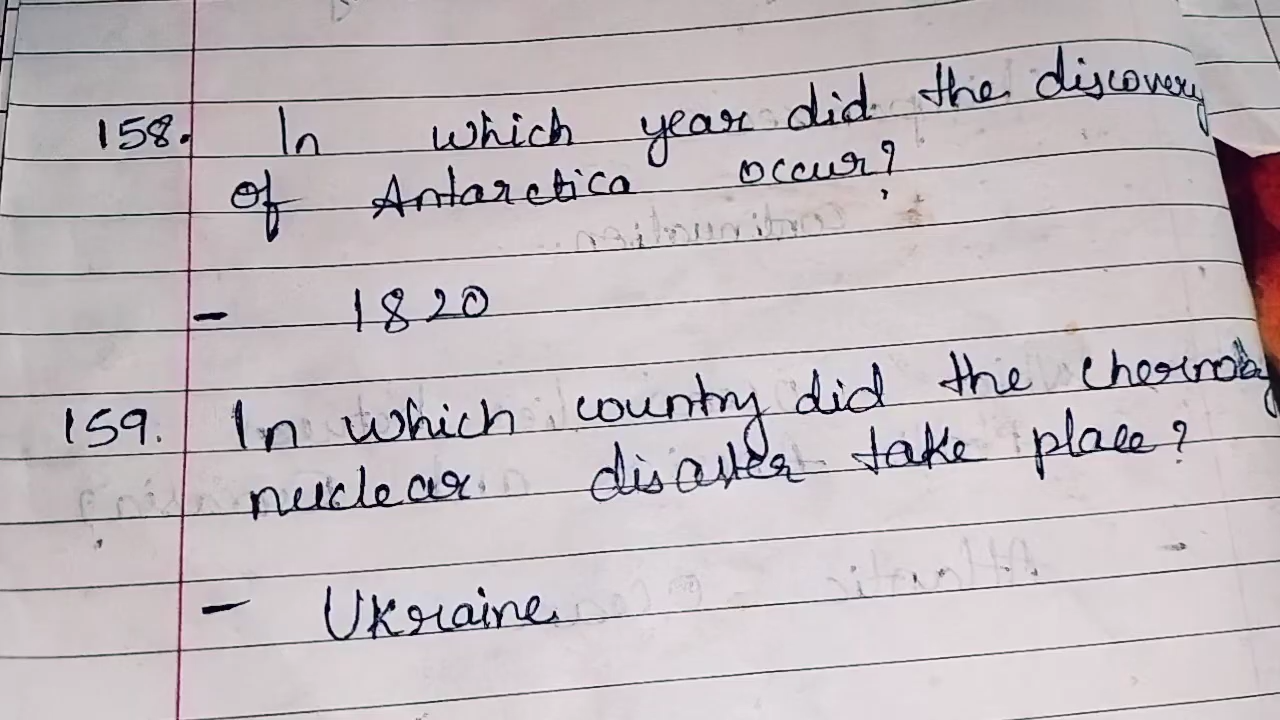 158. In which year did the discovery
of Antarctica occur?
- 1820
159. In which country did the chernoby
nuclear disaster take place?
- Ukraine